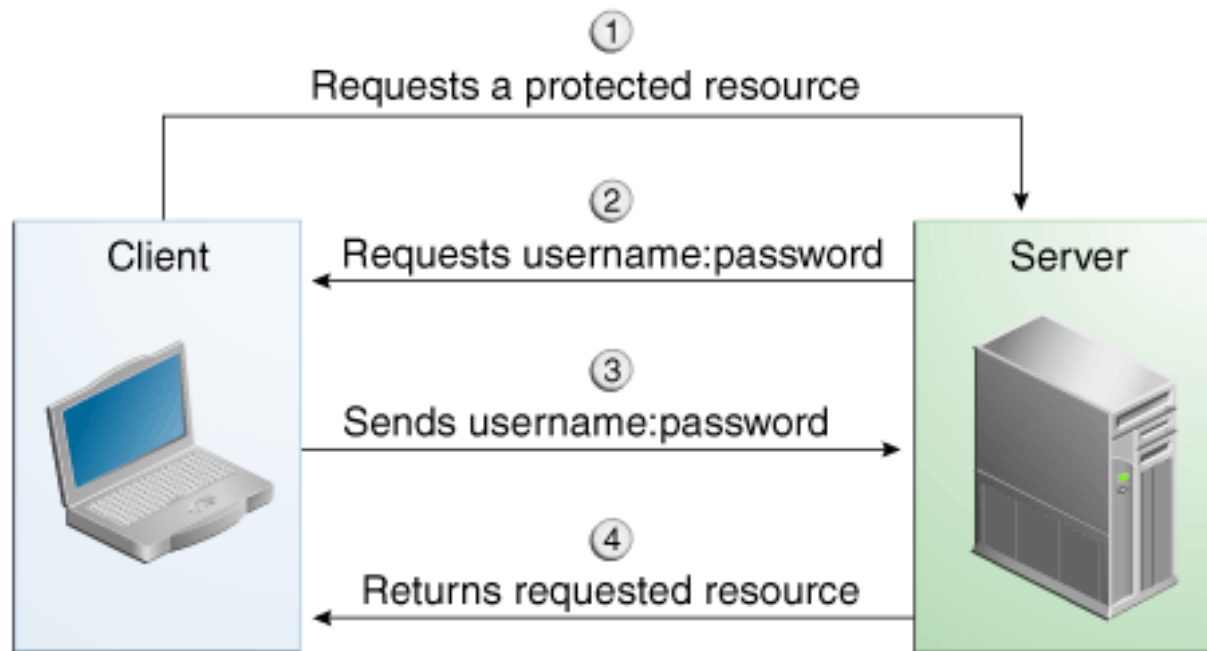 1
Requests a protected resource
2
Client
Requests username:password
Server
3
Sends username:password
4
Returns requested resource